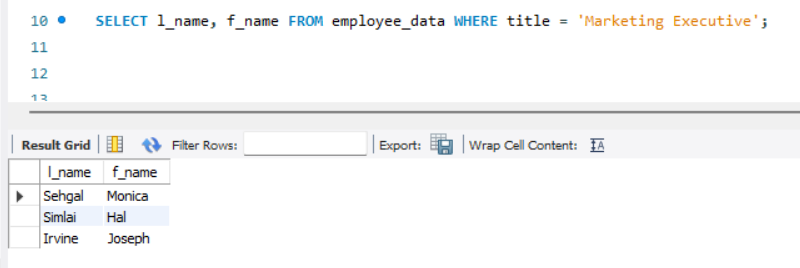 10 SELECT l_name, f_name FROM employee_data WHERE title = 'Marketing Executive';
11
12
13
Result Grid Filter Rows: Export: Wrap Cell Content: IA
l_name f_name
Sehgal Monica
Simlai Hal
Irvine Joseph